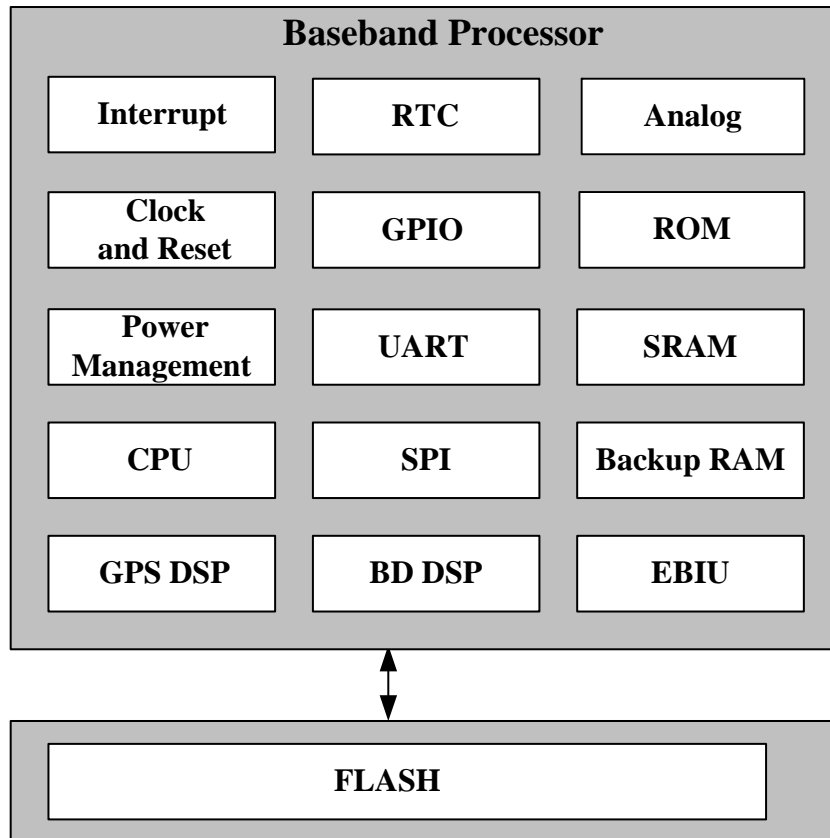 Baseband Processor
Interrupt
RTC
Analog
Clock
and Reset
GPIO
ROM
Power
Management
UART
SRAM
CPU
SPI
Backup RAM
GPS DSP
BD DSP
EBIU
FLASH